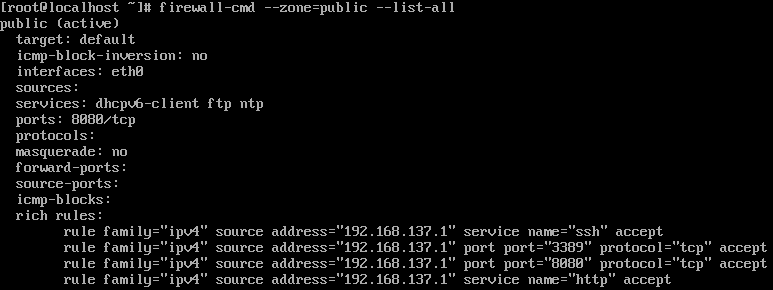 [root@localhost ~]# firewall-cmd --zone=public --list-all
public (active)
  target: default
  icmp-block-inversion: no
  interfaces: eth0
  sources:
  services: dhcpv6-client ftp ntp
  ports: 8080/tcp
  protocols:
  masquerade: no
  forward-ports:
  source-ports:
  icmp-blocks:
  rich rules:
        rule family="ipv4" source address="192.168.137.1" service name="ssh" accept
        rule family="ipv4" source address="192.168.137.1" port port="3389" protocol="tcp" accept
        rule family="ipv4" source address="192.168.137.1" port port="8080" protocol="tcp" accept
        rule family="ipv4" source address="192.168.137.1" service name="http" accept